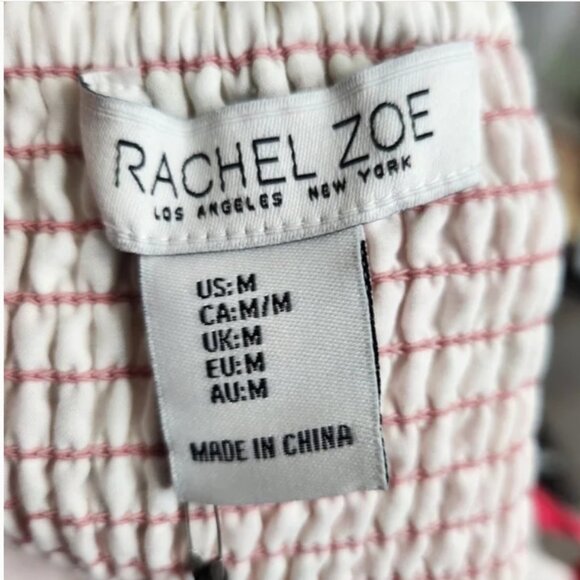 RACHEL ZOE
LOS ANGELES NEW YORK
US:M
CA:M/M
UK:M
EU:M
AU:M
MADE IN CHINA